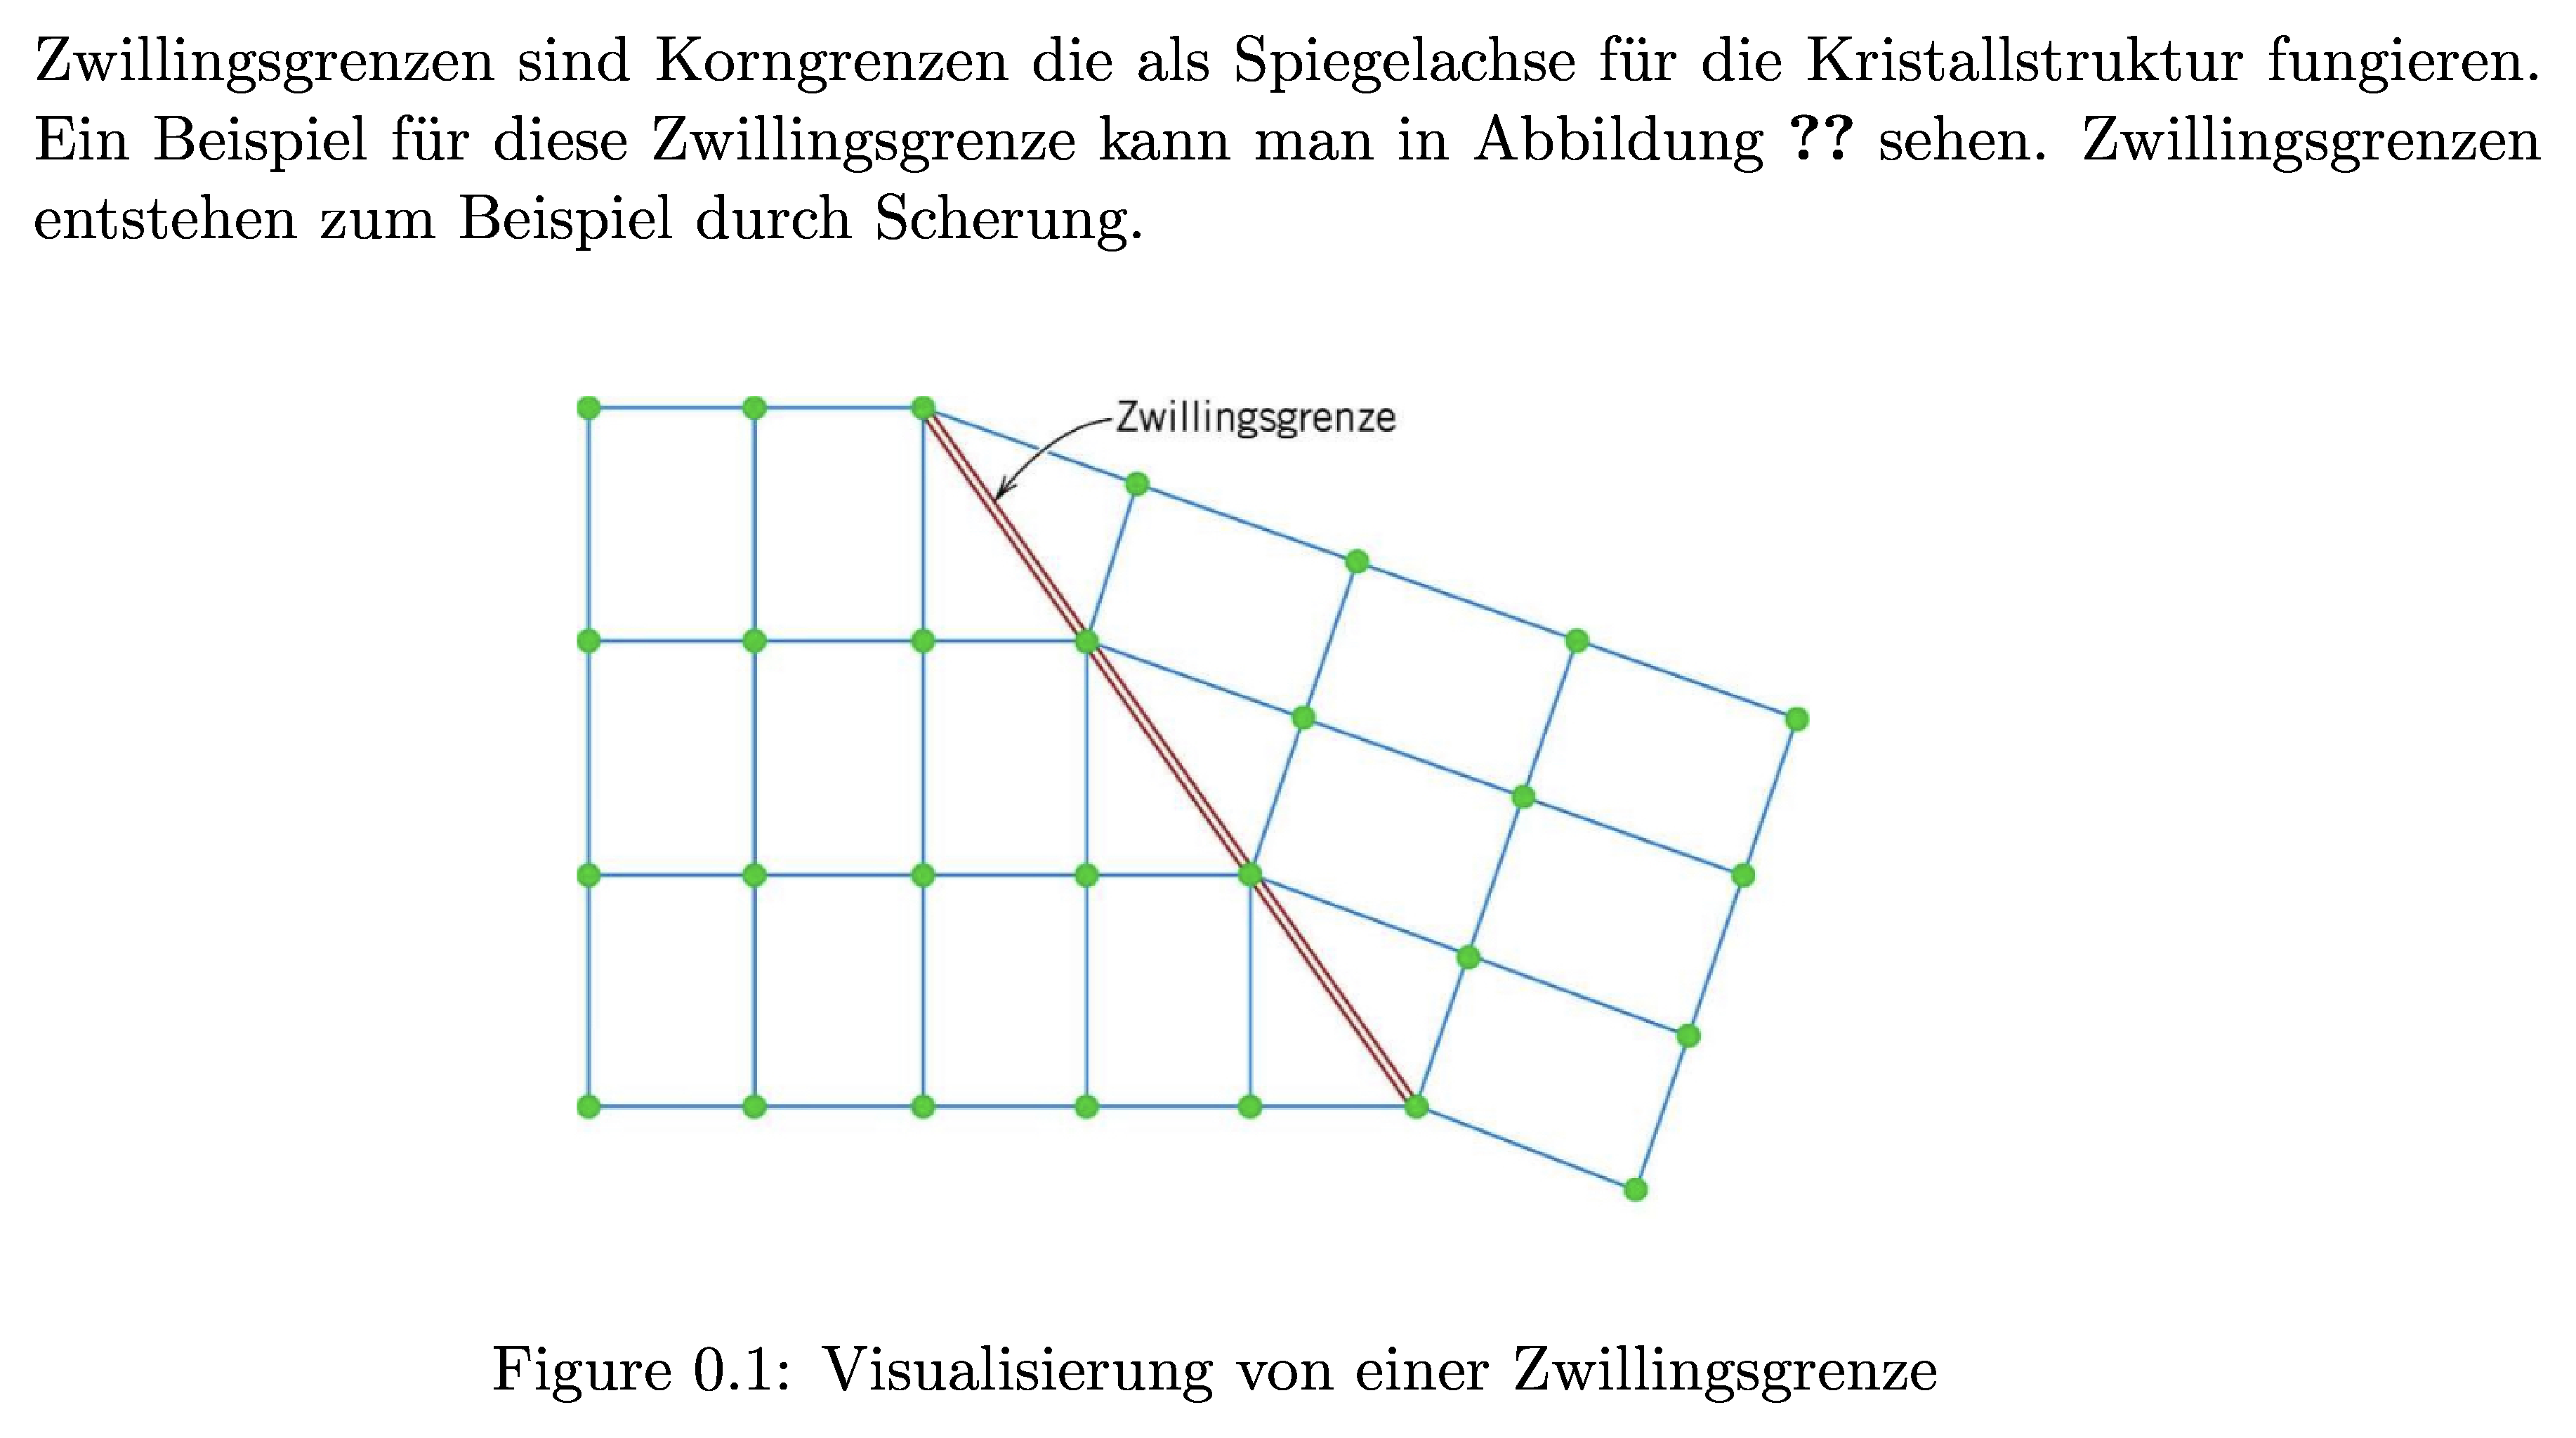 Zwillingsgrenzen sind Korngrenzen die als Spiegelachse für die Kristallstruktur fungieren.
Ein Beispiel für diese Zwillingsgrenze kann man in Abbildung ?? sehen. Zwillingsgrenzen
entstehen zum Beispiel durch Scherung.
Zwillingsgrenze
Figure 0.1: Visualisierung von einer Zwillingsgrenze